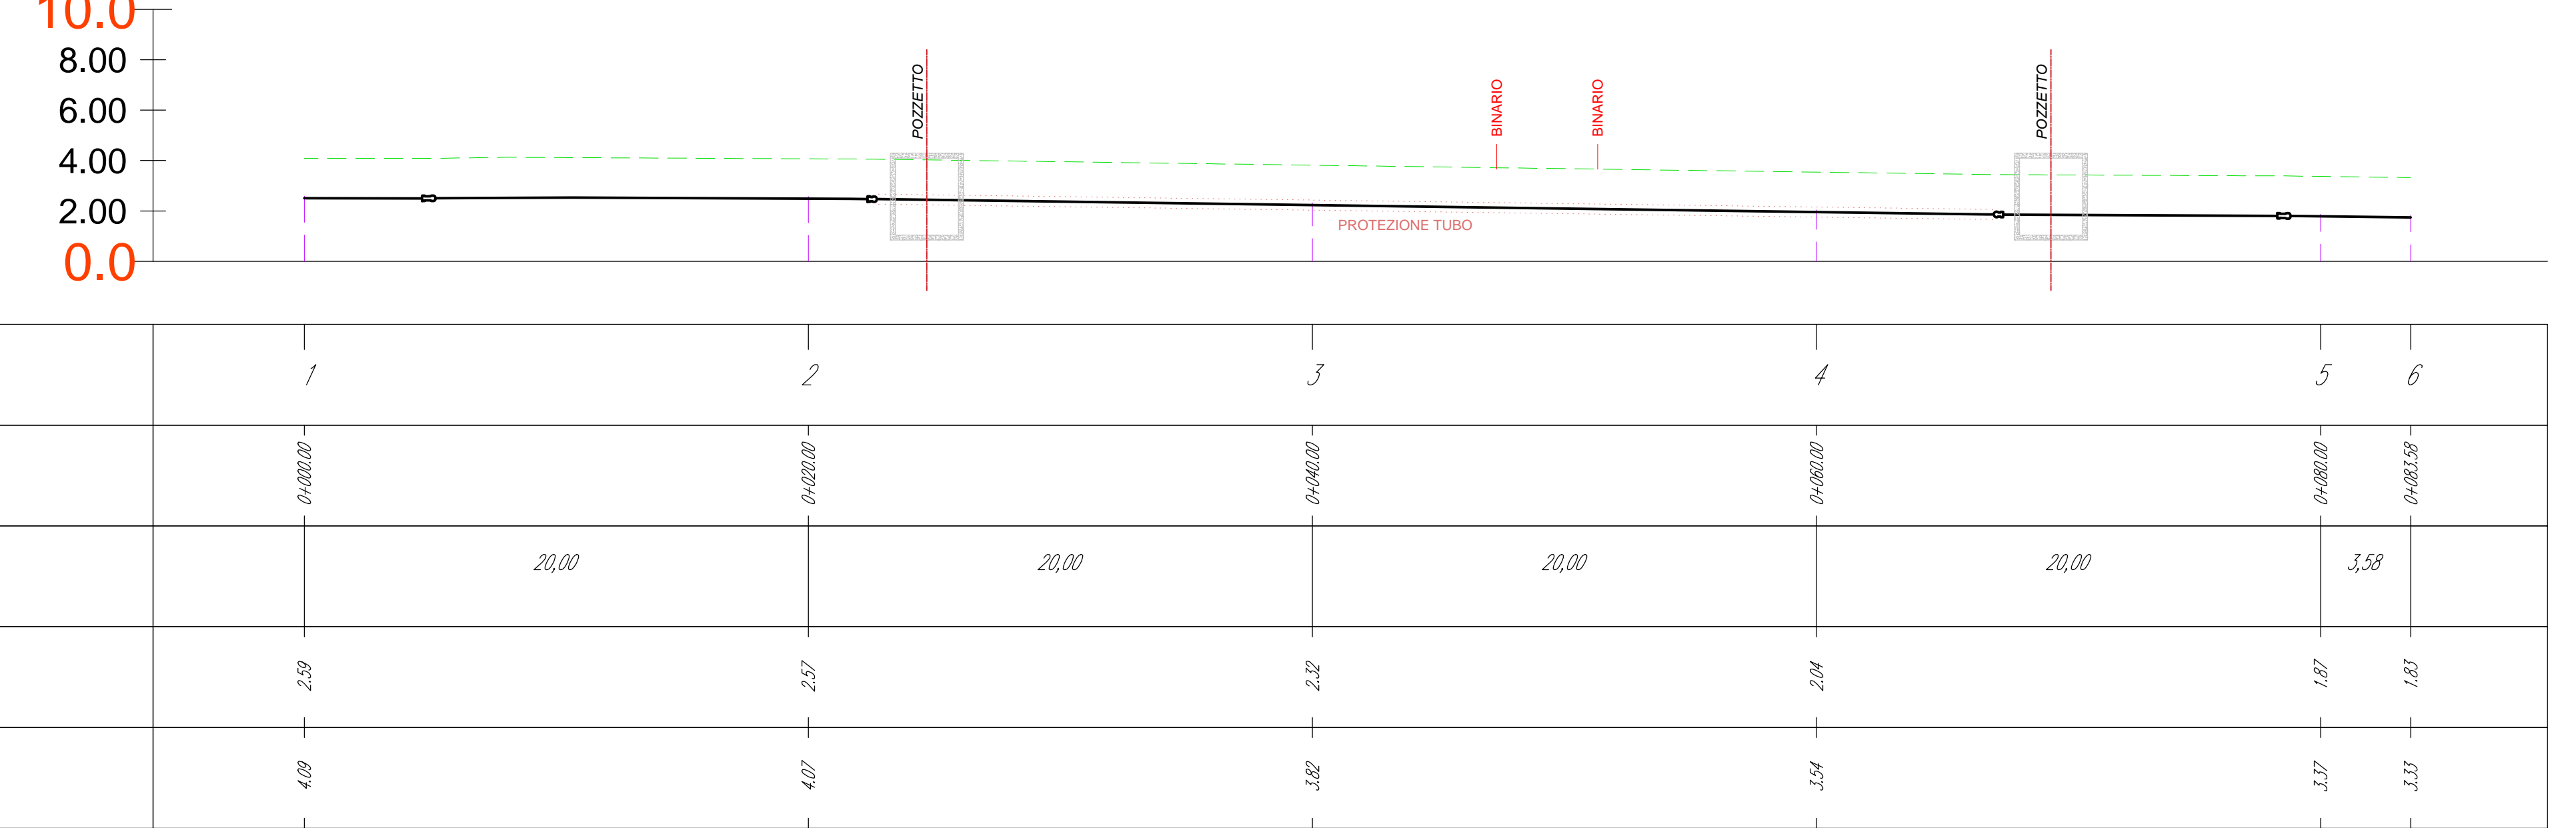 10.0
8.00
6.00
4.00
2.00
0.0
POZZETTO
BINARIO
BINARIO
POZZETTO
PROTEZIONE TUBO
1 2 3 4 5 6
0+000.00 0+020.00 0+040.00 0+060.00 0+080.00 0+083.58
20,00 20,00 20,00 20,00 3,58
2.59 2.57 2.32 2.04 1.87 1.83
4.09 4.07 3.82 3.54 3.37 3.33